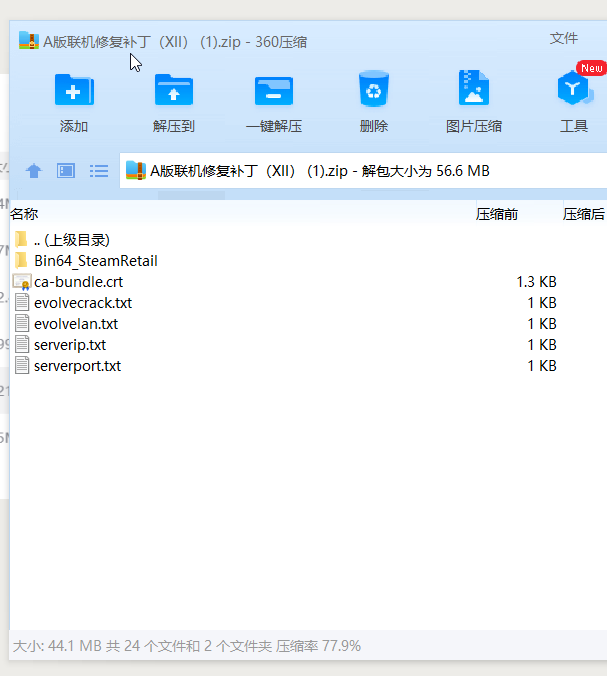 A版联机修复补丁（XII） (1).zip - 360压缩
文件
New
添加 解压到 一键解压 删除 图片压缩 工具
A版联机修复补丁（XII） (1).zip - 解包大小为 56.6 MB
名称 压缩前 压缩后
.. (上级目录)
Bin64_SteamRetail
ca-bundle.crt 1.3 KB
evolvecrack.txt 1 KB
evolvelan.txt 1 KB
serverip.txt 1 KB
serverport.txt 1 KB
大小: 44.1 MB 共 24 个文件和 2 个文件夹 压缩率 77.9%